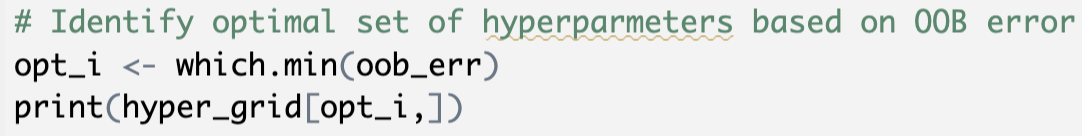 # Identify optimal set of hyperparmeters based on OOB error
opt_i <- which.min(oob_err)
print(hyper_grid[opt_i,])